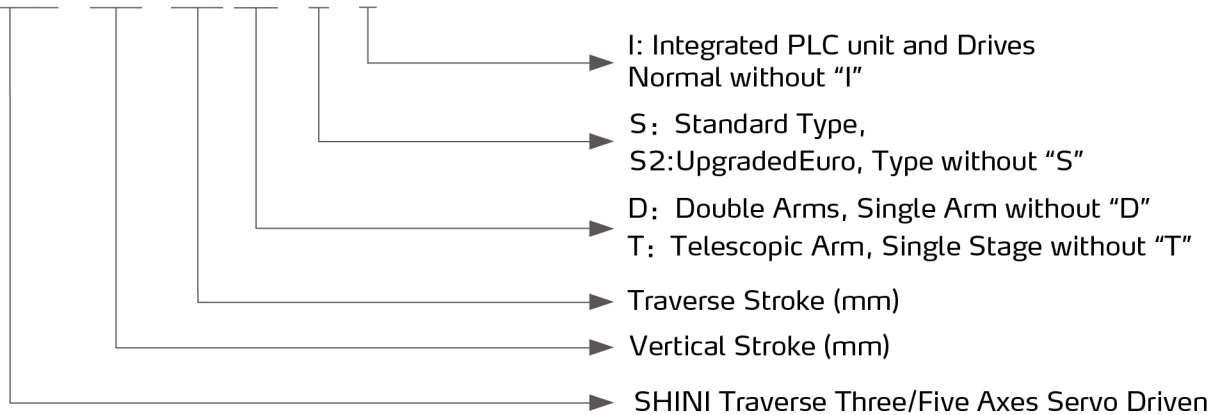 I: Integrated PLC unit and Drives
Normal without “I”
S: Standard Type,
S2:UpgradedEuro, Type without “S”
D: Double Arms, Single Arm without “D”
T: Telescopic Arm, Single Stage without “T”
Traverse Stroke (mm)
Vertical Stroke (mm)
SHINI Traverse Three/Five Axes Servo Driven